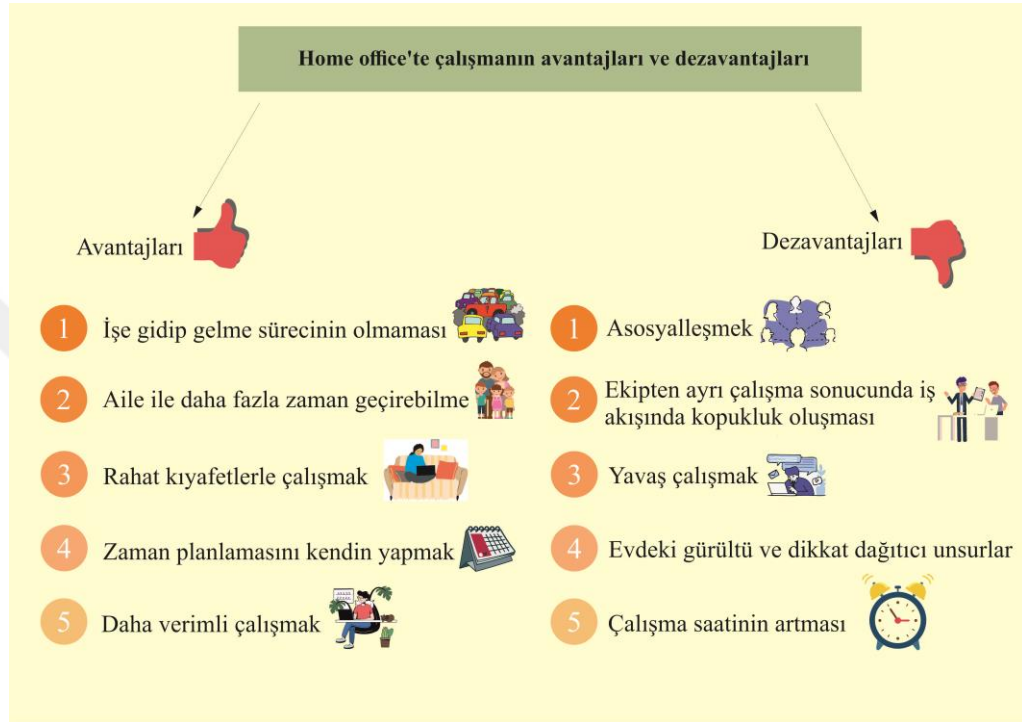 Home office'te çalışmanın avantajları ve dezavantajları
Avantajları
1 İşe gidip gelme sürecinin olmaması
2 Aile ile daha fazla zaman geçirebilme
3 Rahat kıyafetlerle çalışmak
4 Zaman planlamasını kendin yapmak
5 Daha verimli çalışmak
Dezavantajları
1 Asosyalleşmek
2 Ekipten ayrı çalışma sonucunda iş
akışında kopukluk oluşması
3 Yavaş çalışmak
4 Evdeki gürültü ve dikkat dağıtıcı unsurlar
5 Çalışma saatinin artması